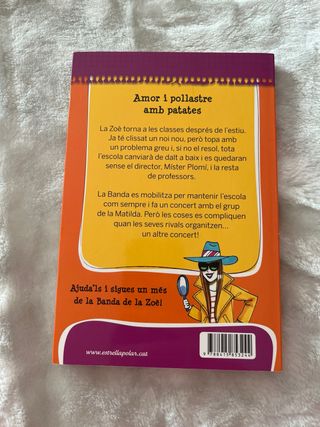 Amor i pollastre
amb patates
La Zoè torna a les classes després de l'estiu.
Ja té clissat un noi nou, però topa amb
un problema greu i, si no el resol, tota
l'escola canviarà de dalt a baix i es quedaran
sense el director, Míster Plomí, i la resta
de professors.
La Banda es mobilitza per mantenir l'escola
com sempre i fa un concert amb el grup
de la Matilda. Però les coses es compliquen
quan les seves rivals organitzen...
un altre concert!
Ajuda'ls i sigues un més
de la Banda de la Zoè!
www.estrellapolar.cat
9 788415 853244